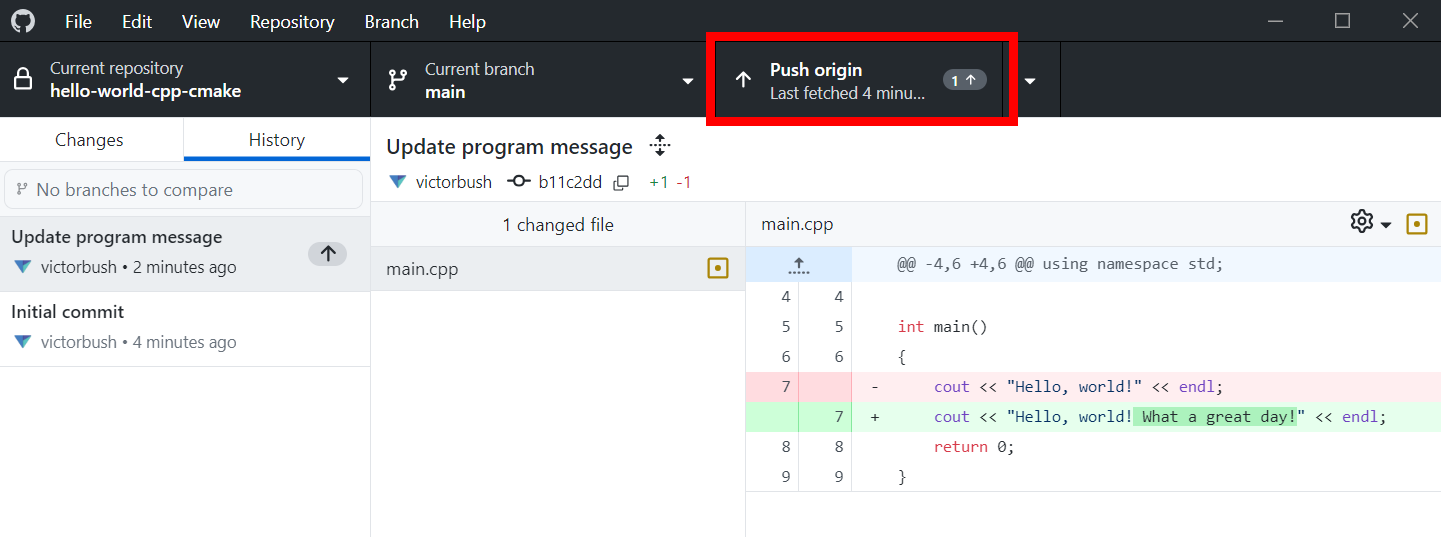 File Edit View Repository Branch Help
Current repository
hello-world-cpp-cmake
Current branch
main
Push origin
Last fetched 4 minu...
1
Changes History
No branches to compare
Update program message
victorbush • 2 minutes ago
Initial commit
victorbush • 4 minutes ago
Update program message
victorbush b11c2dd +1 -1
1 changed file
main.cpp
main.cpp
@@ -4,6 +4,6 @@ using namespace std;
4 4
5 5 int main()
6 6 {
7 - cout << "Hello, world!" << endl;
7 + cout << "Hello, world! What a great day!" << endl;
8 8 return 0;
9 9 }